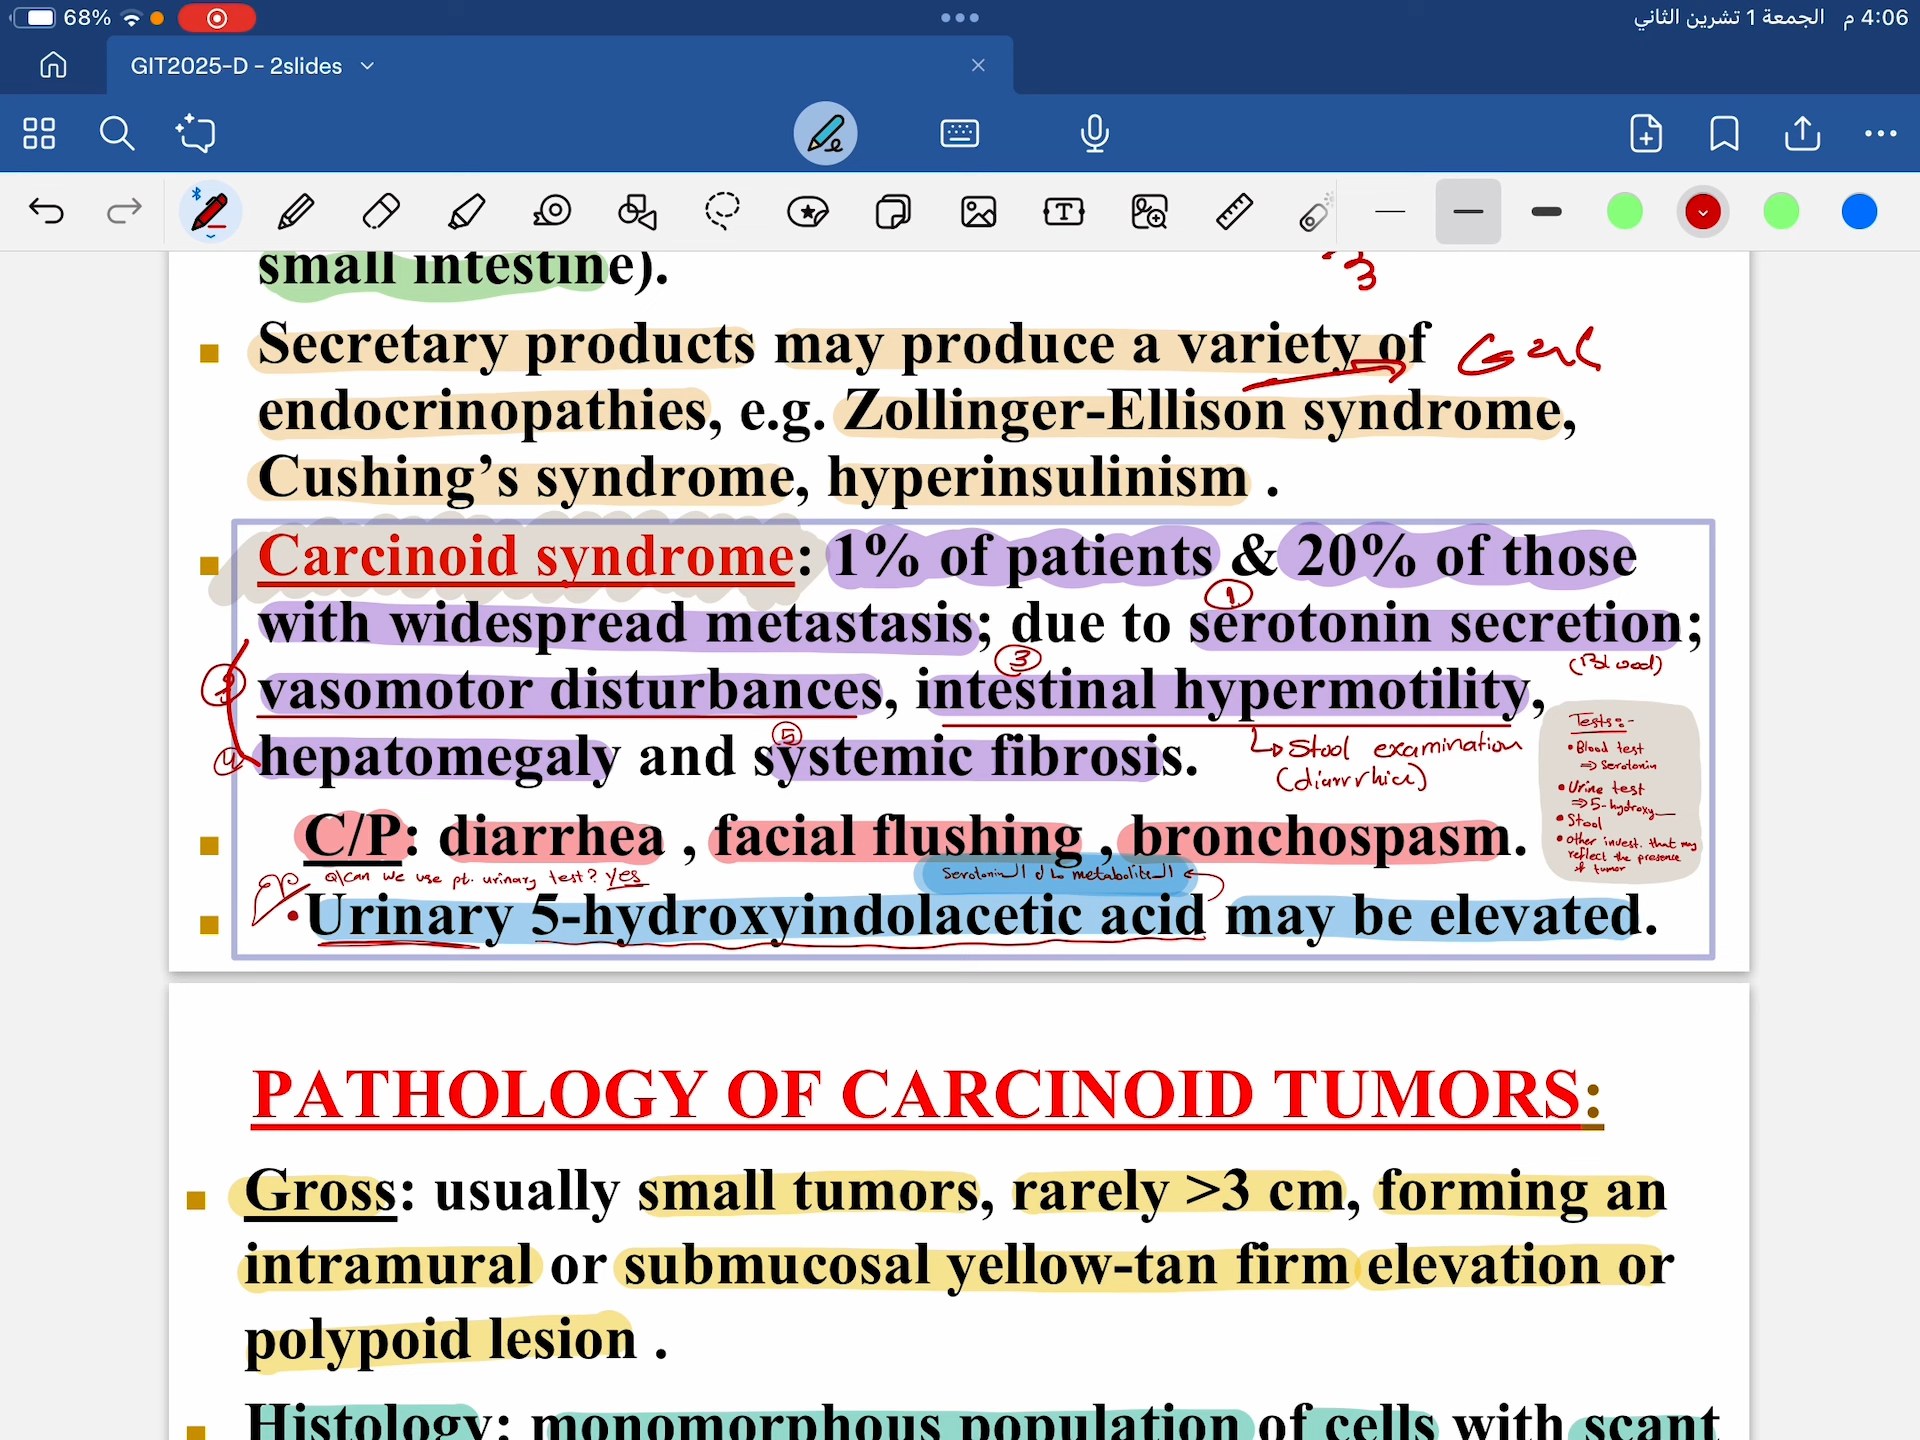 68%
4:06 م الجمعة 1 تشرين الثاني
GIT2025-D - 2slides
small intestine).
3
Secretary products may produce a variety of
endocrinopathies, e.g. Zollinger-Ellison syndrome,
Cushing’s syndrome, hyperinsulinism .
Carcinoid syndrome: 1% of patients & 20% of those
1
with widespread metastasis; due to serotonin secretion;
3
(Blood)
vasomotor disturbances, intestinal hypermotility,
5
4 hepatomegaly and systemic fibrosis.
Stool examination
(diarrhea)
Tests:-
• Blood test
⇒ Serotonin
• Urine test
⇒ 5-hydroxy__
• Stool
• other invest. that may
reflect the presence
of tumor
C/P: diarrhea , facial flushing , bronchospasm.
Q/can we use pt. urinary test? yes
Urinary 5-hydroxyindolacetic acid may be elevated.
PATHOLOGY OF CARCINOID TUMORS:
Gross: usually small tumors, rarely >3 cm, forming an
intramural or submucosal yellow-tan firm elevation or
polypoid lesion .
Histology: monomorphous population of cells with scant